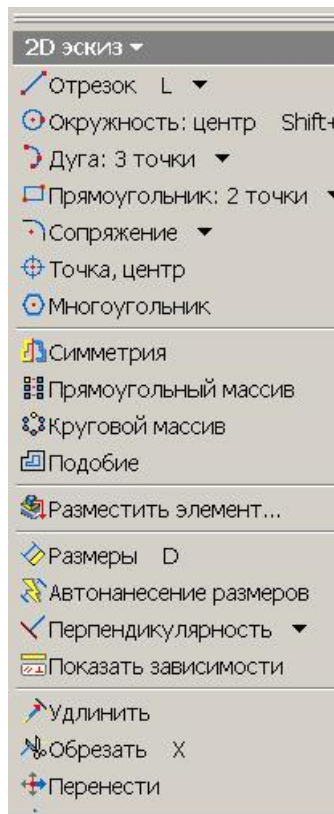 2D эскиз
Отрезок L
Окружность: центр Shift+
Дуга: 3 точки
Прямоугольник: 2 точки
Сопряжение
Точка, центр
Многоугольник
Симметрия
Прямоугольный массив
Круговой массив
Подобие
Разместить элемент...
Размеры D
Автонанесение размеров
Перпендикулярность
Показать зависимости
Удлинить
Обрезать X
Перенести